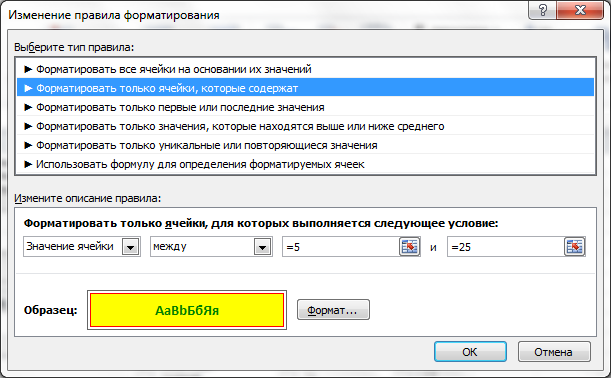 Изменение правила форматирования
Выберите тип правила:
► Форматировать все ячейки на основании их значений
► Форматировать только ячейки, которые содержат
► Форматировать только первые или последние значения
► Форматировать только значения, которые находятся выше или ниже среднего
► Форматировать только уникальные или повторяющиеся значения
► Использовать формулу для определения форматируемых ячеек
Измените описание правила:
Форматировать только ячейки, для которых выполняется следующее условие:
Значение ячейки между =5 и =25
Образец: АаВbБбЯя Формат...
ОК Отмена